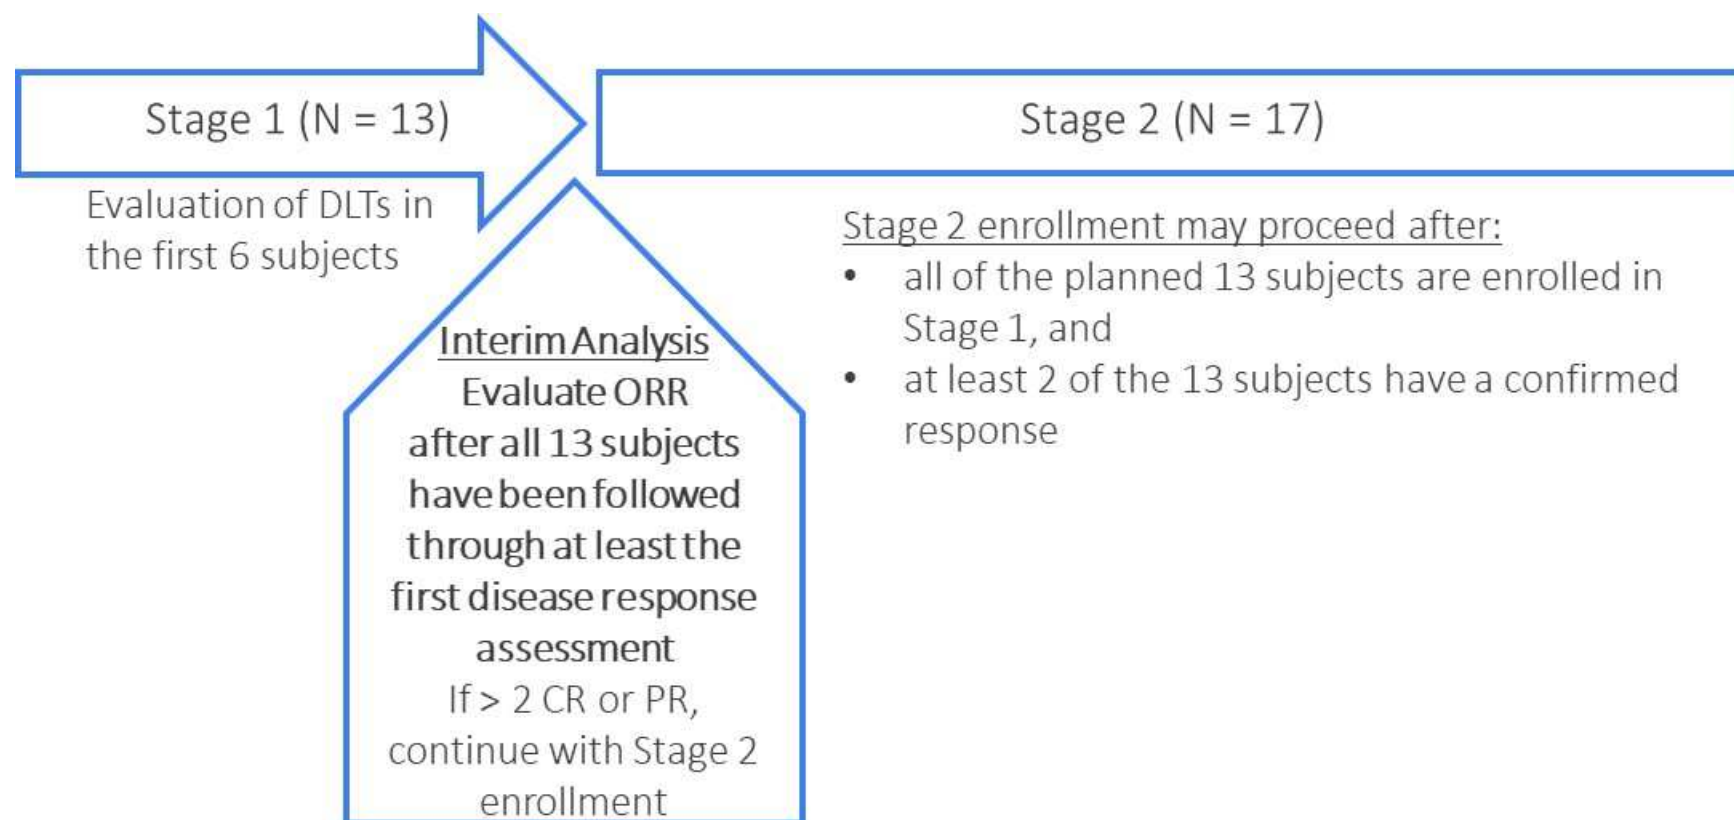 Stage 1 (N = 13)
Evaluation of DLTs in
the first 6 subjects
Interim Analysis
Evaluate ORR
after all 13 subjects
have been followed
through at least the
first disease response
assessment
If > 2 CR or PR,
continue with Stage 2
enrollment
Stage 2 (N = 17)
Stage 2 enrollment may proceed after:
• all of the planned 13 subjects are enrolled in
Stage 1, and
• at least 2 of the 13 subjects have a confirmed
response